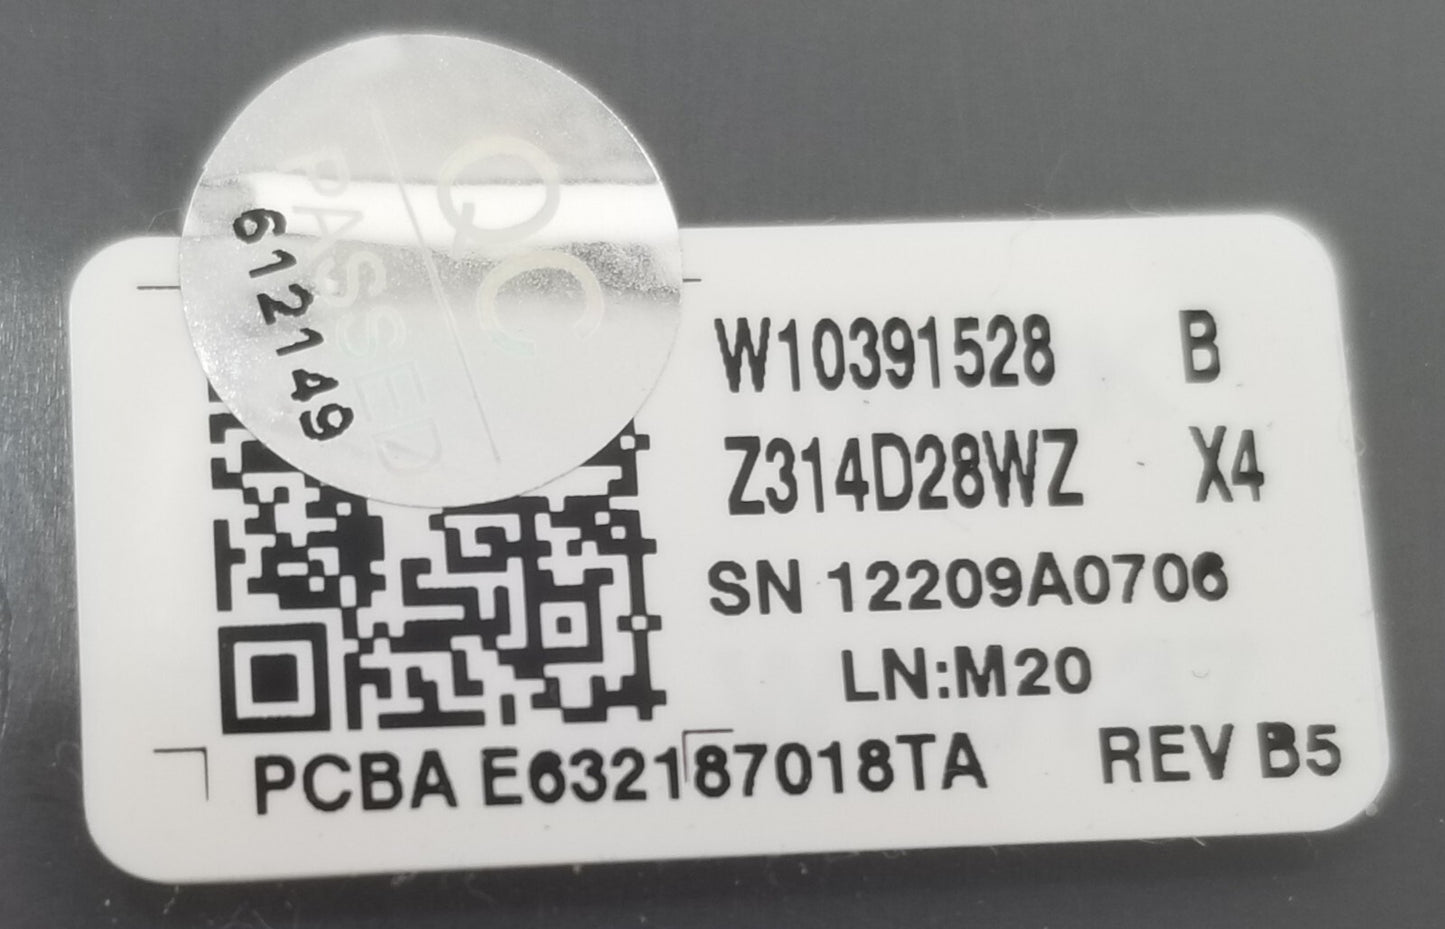 QC
PASSED
612149
W10391528 B
Z314D28WZ X4
SN 12209A0706
LN:M20
PCBA E632187018TA REV B5